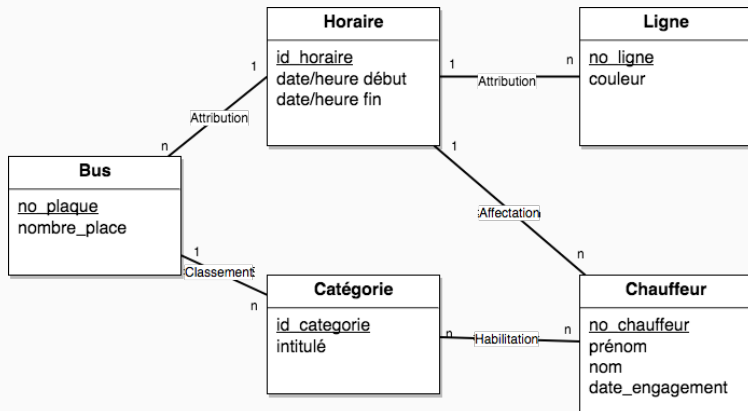 Horaire
id_horaire
date/heure début
date/heure fin
Ligne
no_ligne
couleur
1
1
n
Attribution
Attribution
n
1
Bus
no_plaque
nombre_place
Affectation
1
Classement
n
n
Catégorie
id_categorie
intitulé
n
Habilitation
n
Chauffeur
no_chauffeur
prénom
nom
date_engagement